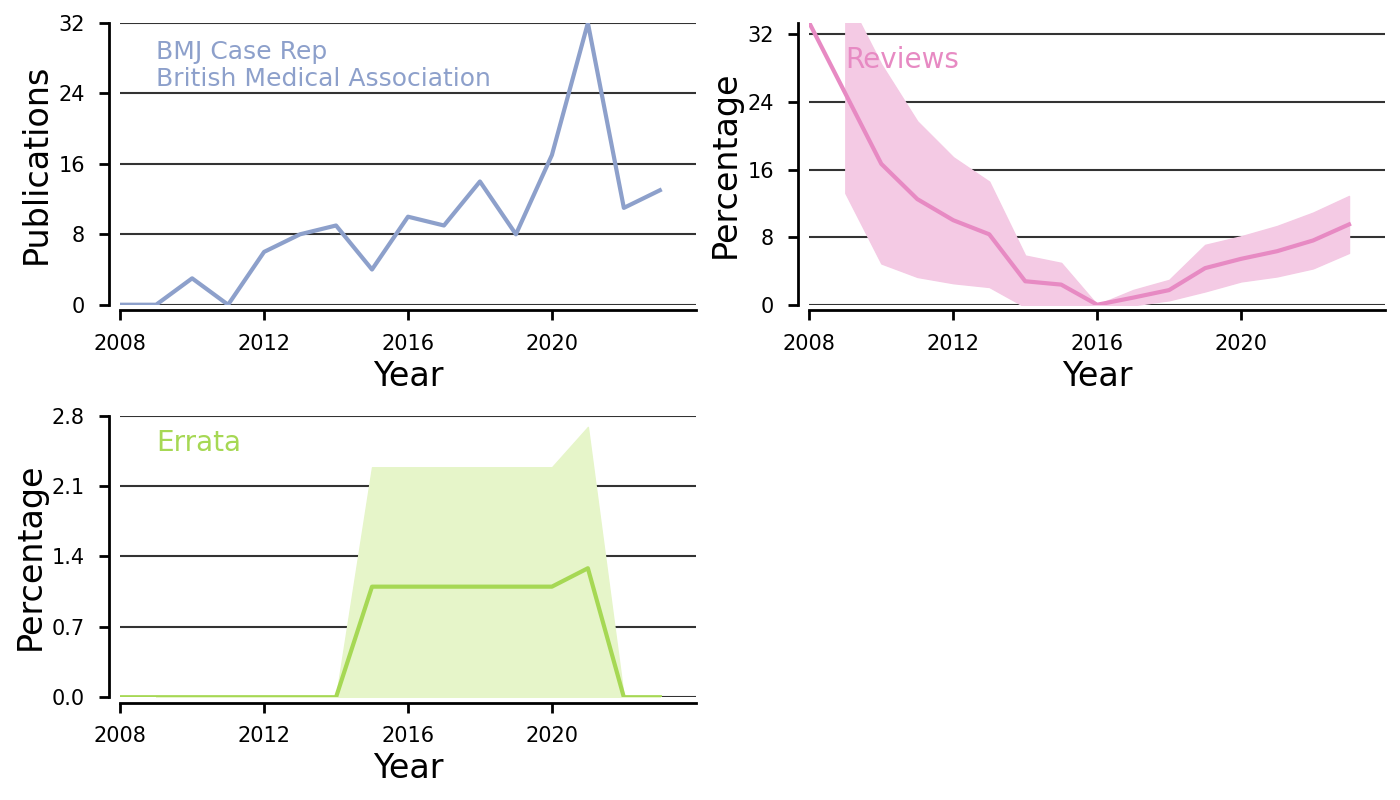 Publications
32
24
16
8
0
BMJ Case Rep
British Medical Association
2008
2012
2016
2020
Year
Percentage
32
24
16
8
0
Reviews
2008
2012
2016
2020
Year
Percentage
2.8
2.1
1.4
0.7
0.0
Errata
2008
2012
2016
2020
Year